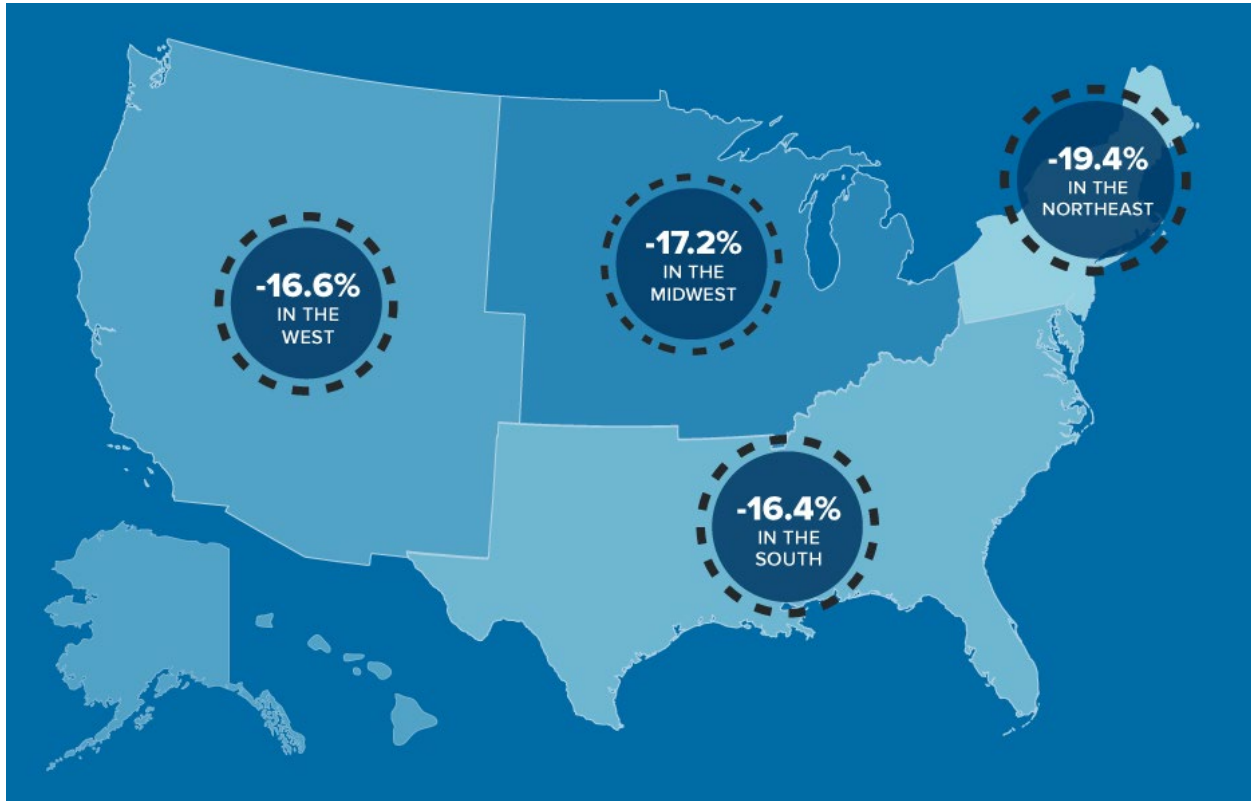 -19.4%
IN THE
NORTHEAST
-17.2%
IN THE
MIDWEST
-16.6%
IN THE
WEST
-16.4%
IN THE
SOUTH